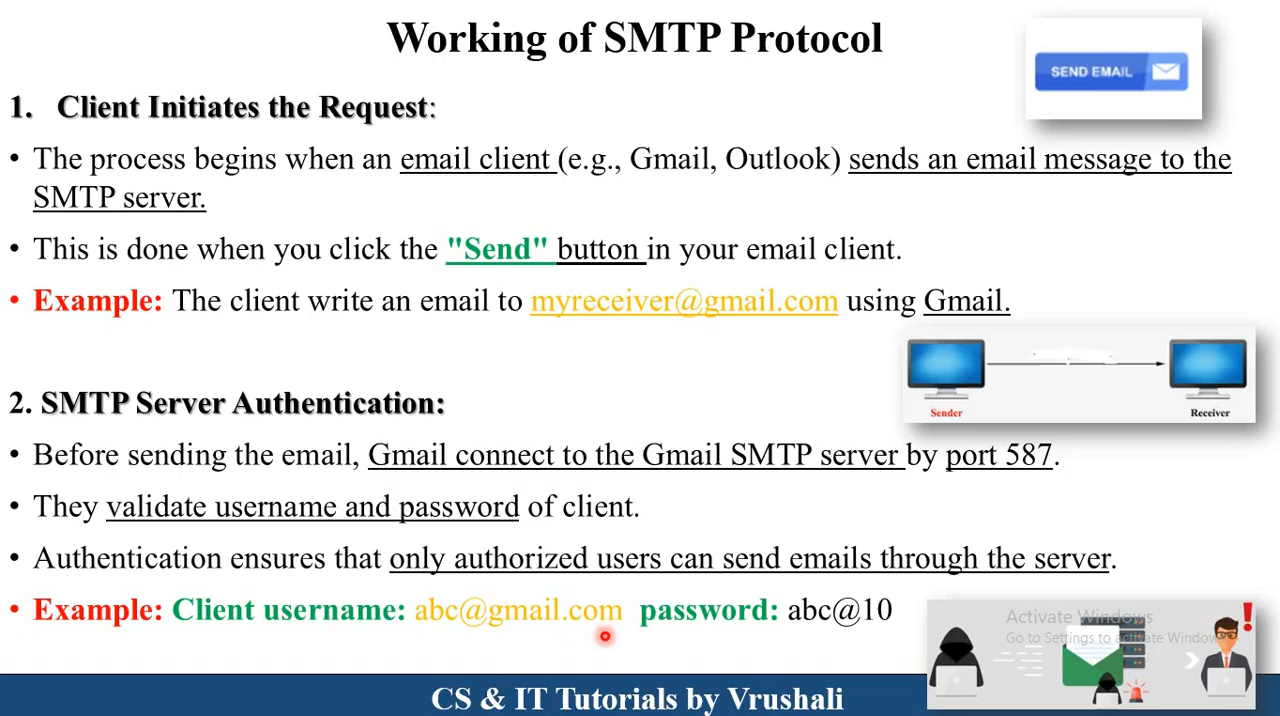 Working of SMTP Protocol
SEND EMAIL
1. Client Initiates the Request:
• The process begins when an email client (e.g., Gmail, Outlook) sends an email message to the
SMTP server.
• This is done when you click the "Send" button in your email client.
• Example: The client write an email to myreceiver@gmail.com using Gmail.
Sender
Receiver
2. SMTP Server Authentication:
• Before sending the email, Gmail connect to the Gmail SMTP server by port 587.
• They validate username and password of client.
• Authentication ensures that only authorized users can send emails through the server.
• Example: Client username: abc@gmail.com password: abc@10
Activate Windows
Go to Settings to activate Windows
CS & IT Tutorials by Vrushali